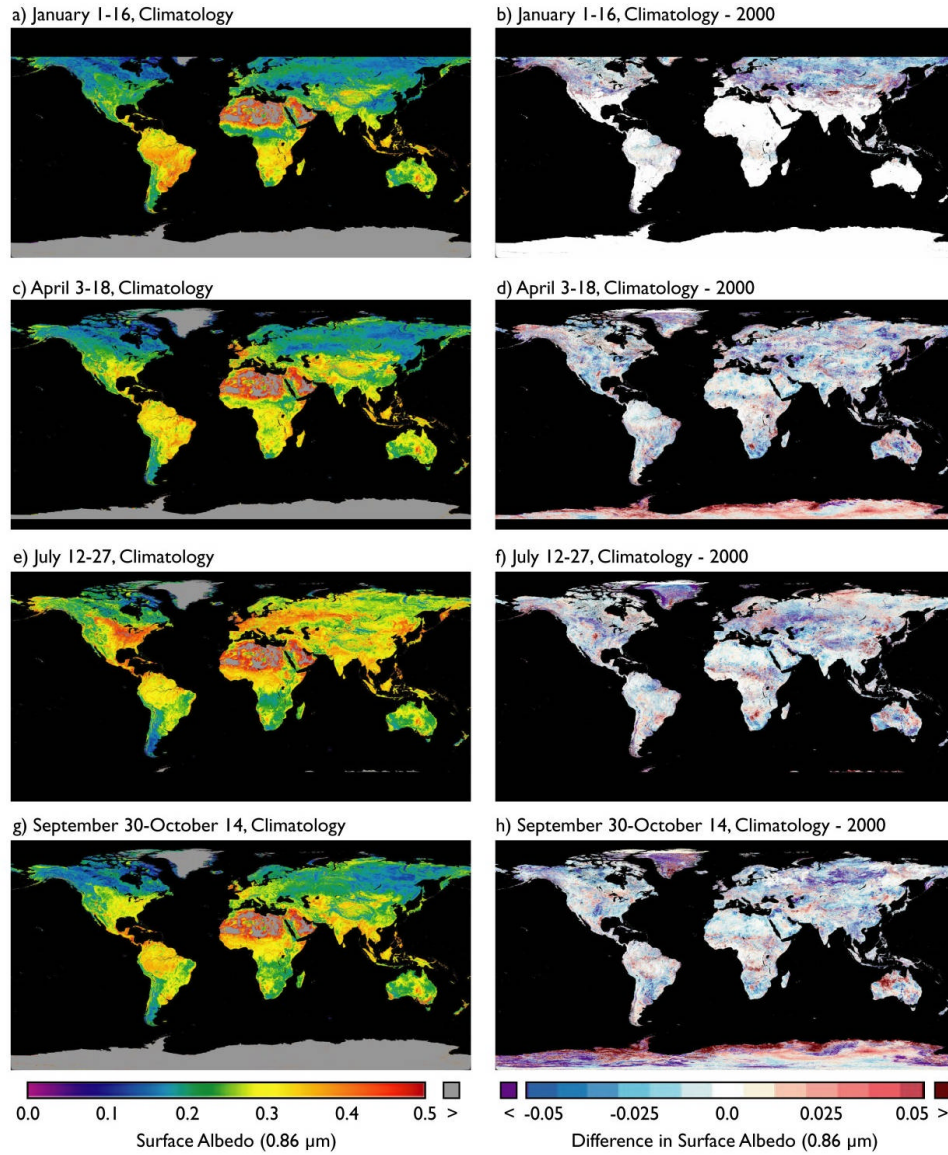 a) January 1-16, Climatology
b) January 1-16, Climatology - 2000
c) April 3-18, Climatology
d) April 3-18, Climatology - 2000
e) July 12-27, Climatology
f) July 12-27, Climatology - 2000
g) September 30-October 14, Climatology
h) September 30-October 14, Climatology - 2000
0.0 0.1 0.2 0.3 0.4 0.5 >
Surface Albedo (0.86 µm)
< -0.05 -0.025 0.0 0.025 0.05 >
Difference in Surface Albedo (0.86 µm)